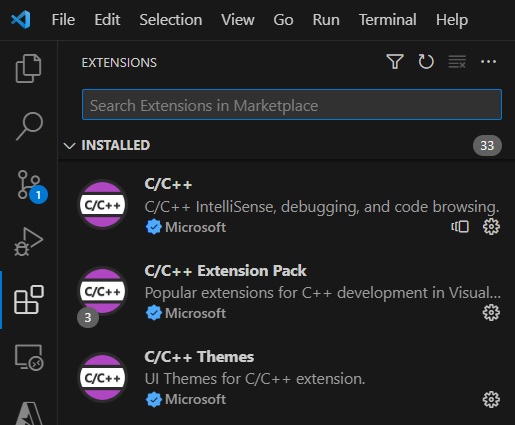 File Edit Selection View Go Run Terminal Help
EXTENSIONS
Search Extensions in Marketplace
INSTALLED 33
1
C/C++
C/C++
C/C++ IntelliSense, debugging, and code browsing.
Microsoft
C/C++ Extension Pack
C/C++
Popular extensions for C++ development in Visual...
3
Microsoft
C/C++ Themes
C/C++
UI Themes for C/C++ extension.
Microsoft